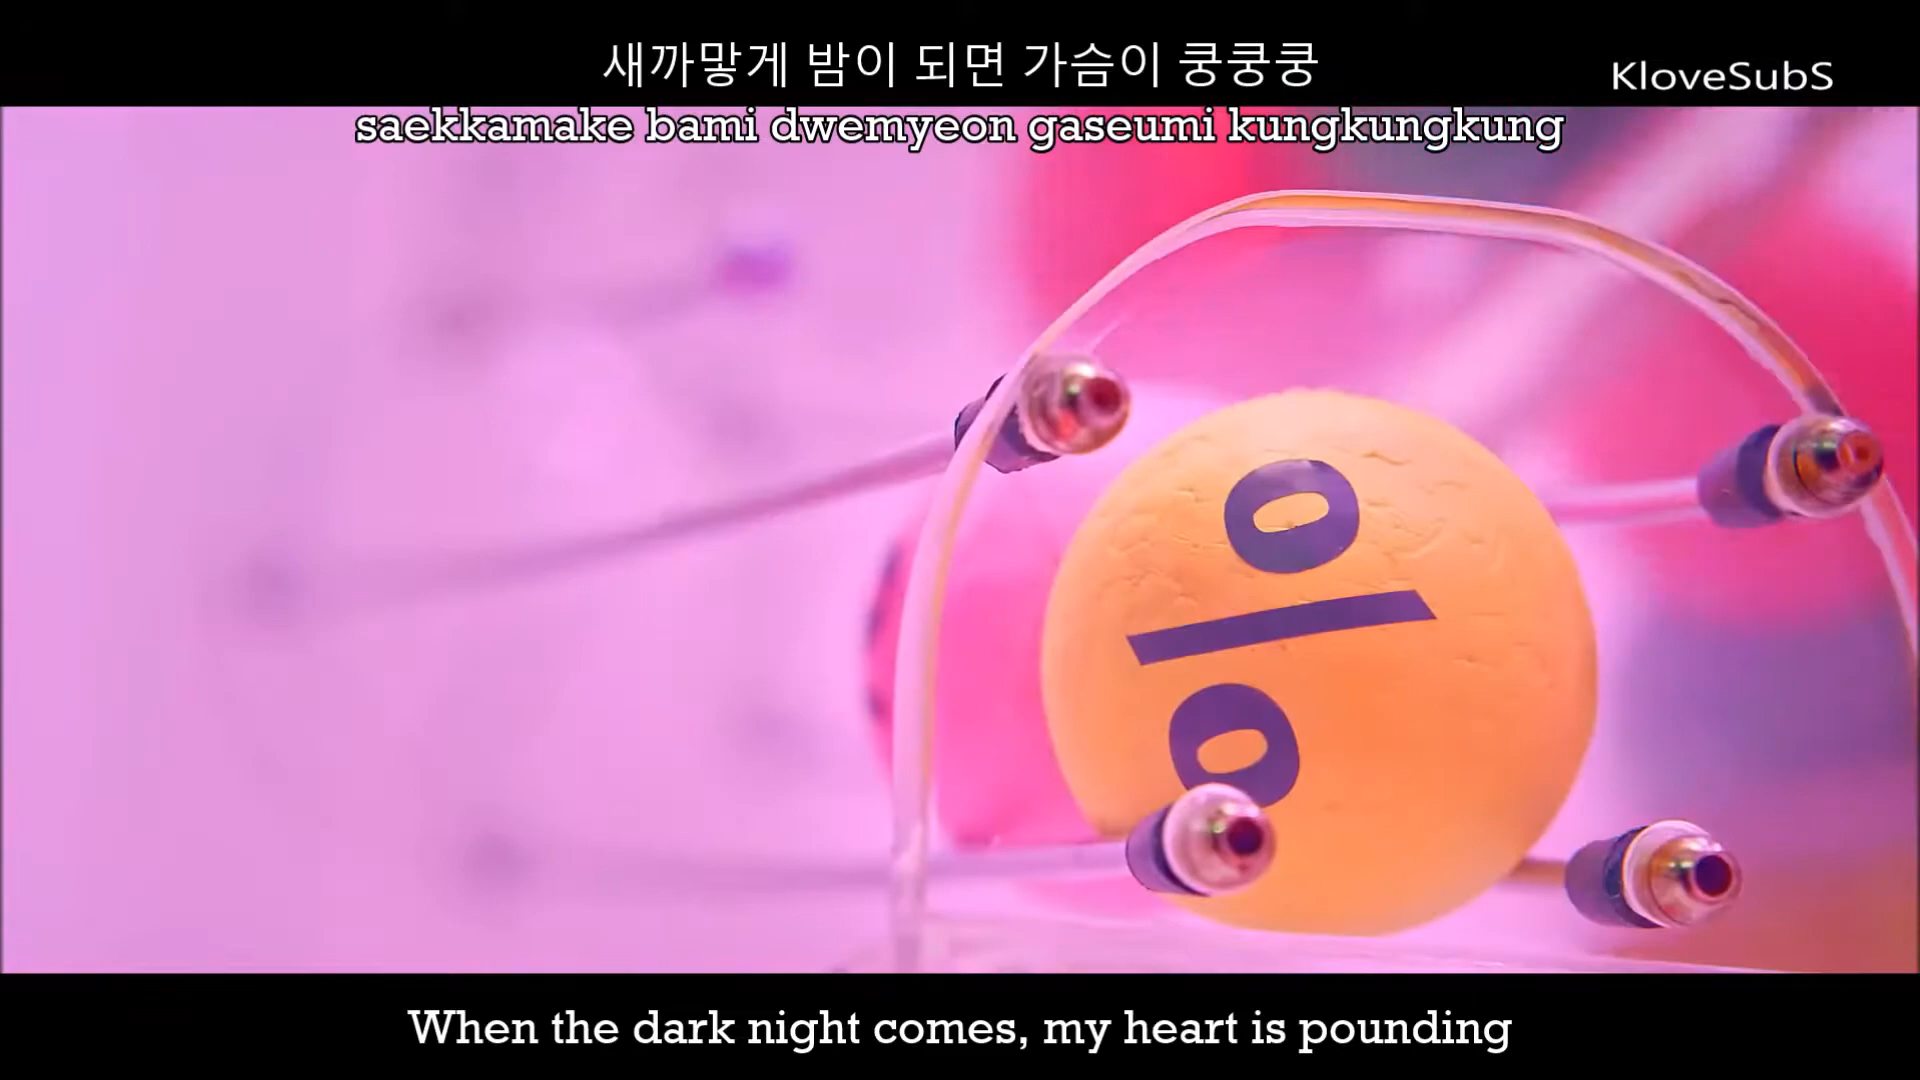 새까맣게 밤이 되면 가슴이 쿵쿵쿵
KloveSubS
saekkamake bami dwemyeon gaseumi kungkungkung
%
When the dark night comes, my heart is pounding